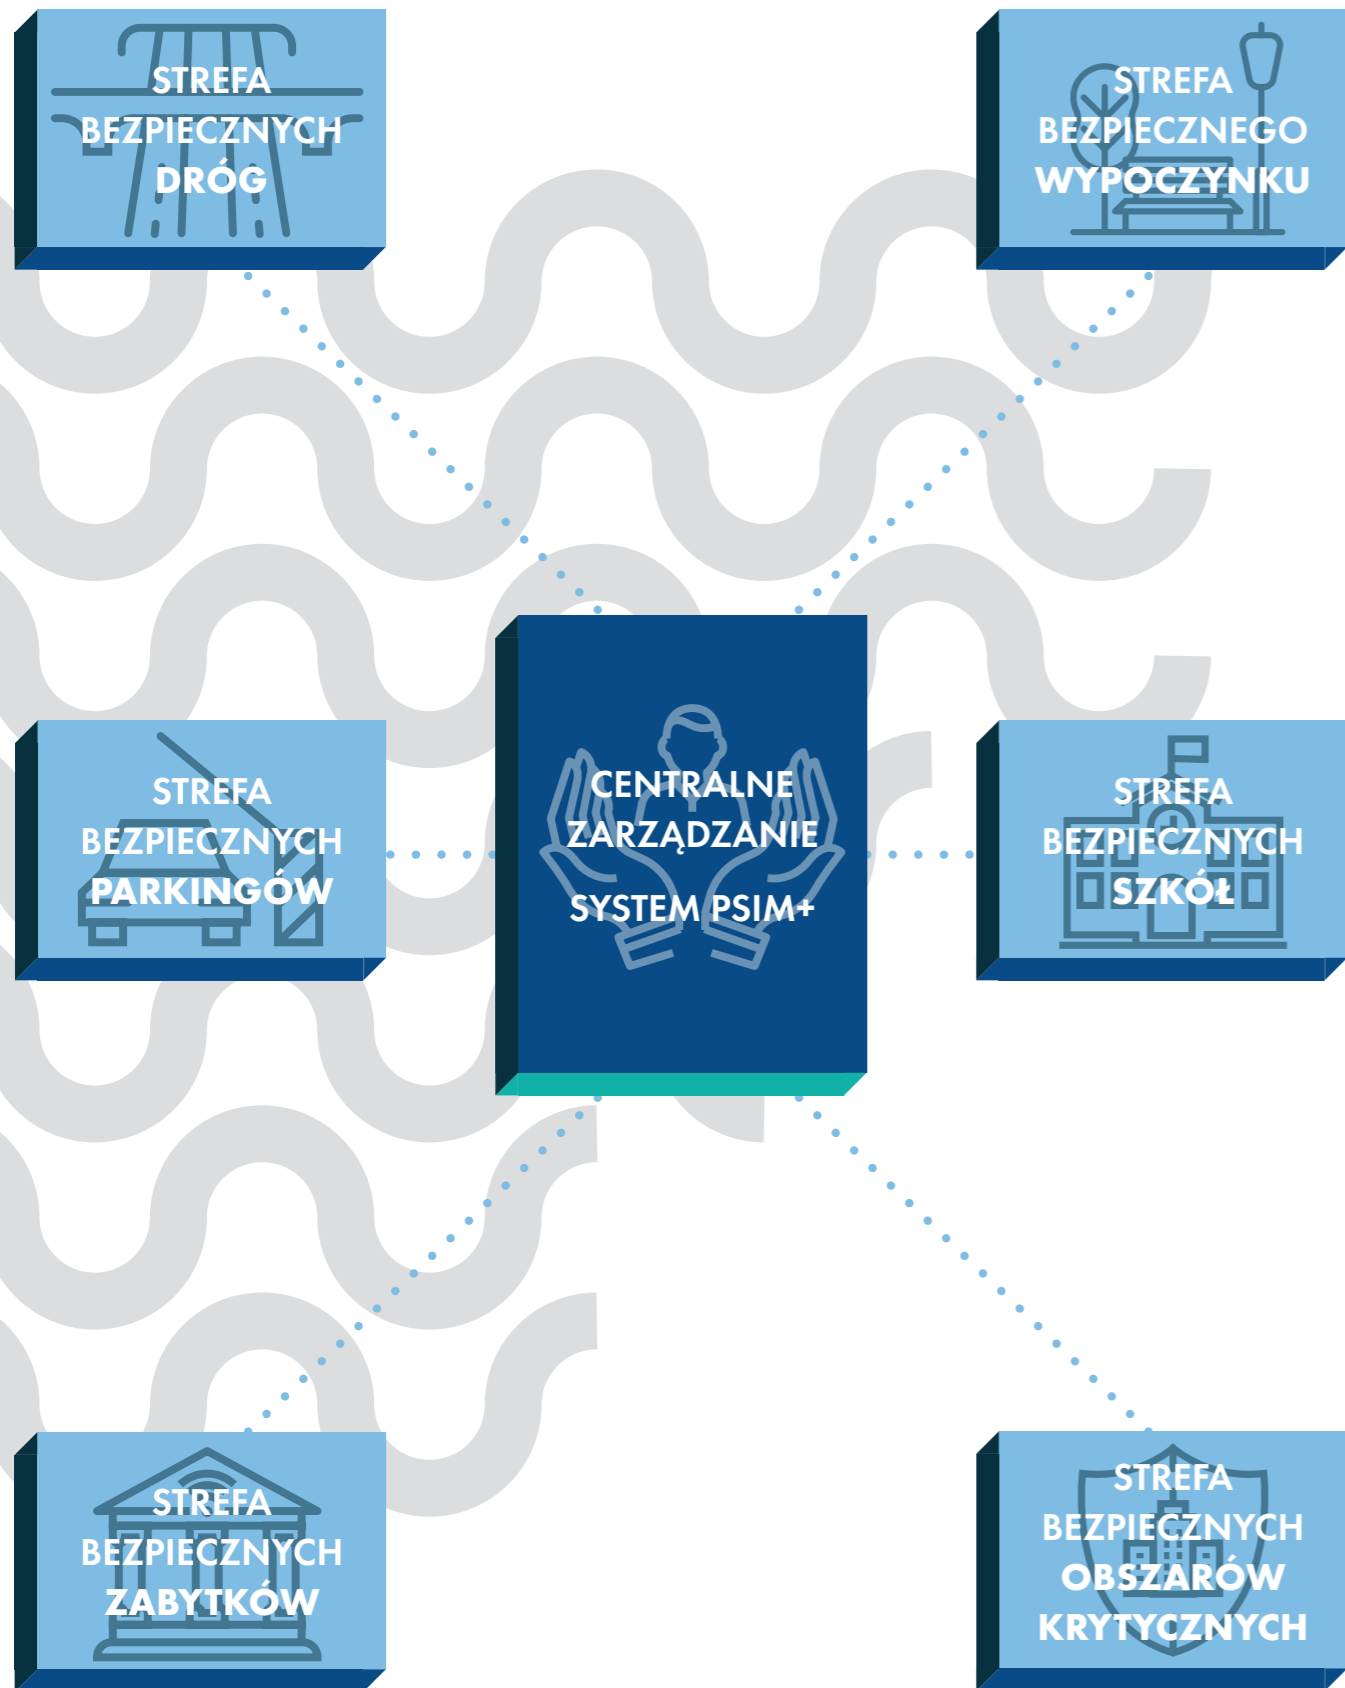 STREFA
BEZPIECZNYCH
DRÓG
STREFA
BEZPIECZNEGO
WYPOCZYNKU
STREFA
BEZPIECZNYCH
PARKINGÓW
CENTRALNE
ZARZĄDZANIE
SYSTEM PSIM+
STREFA
BEZPIECZNYCH
SZKÓŁ
STREFA
BEZPIECZNYCH
ZABYTKÓW
STREFA
BEZPIECZNYCH
OBSZARÓW
KRYTYCZNYCH